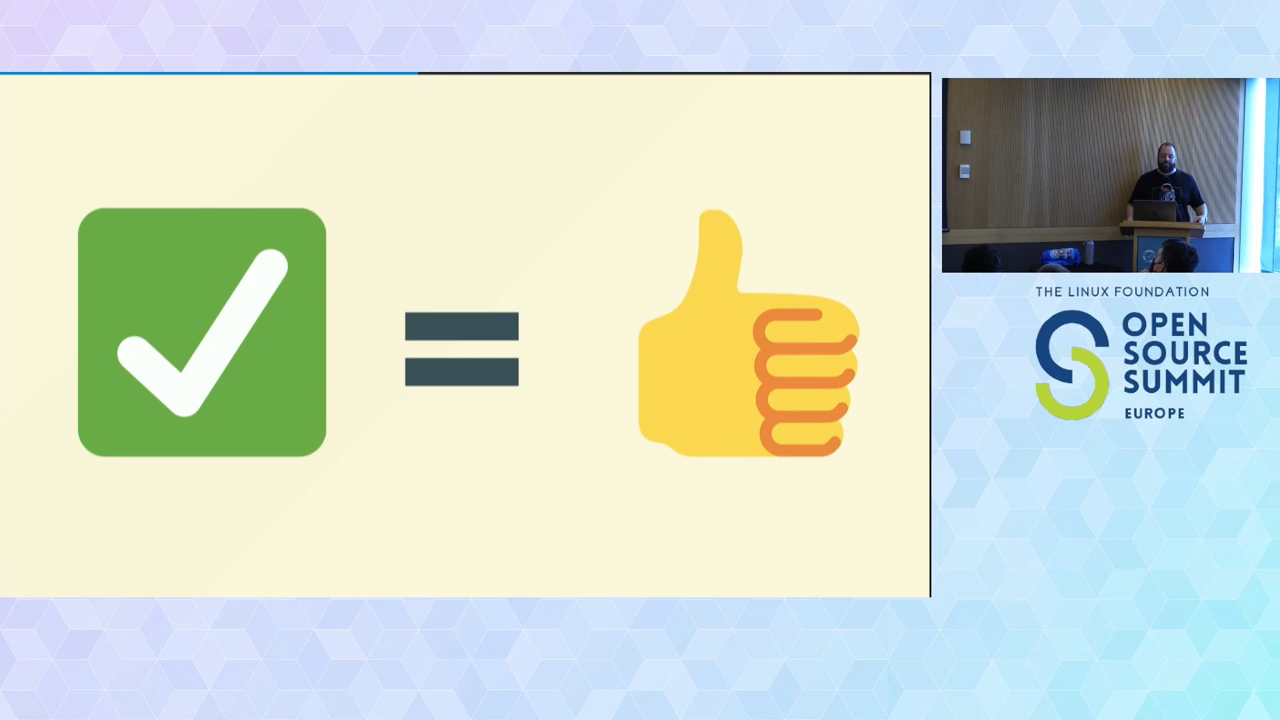 THE LINUX FOUNDATION
OPEN
SOURCE
SUMMIT
EUROPE